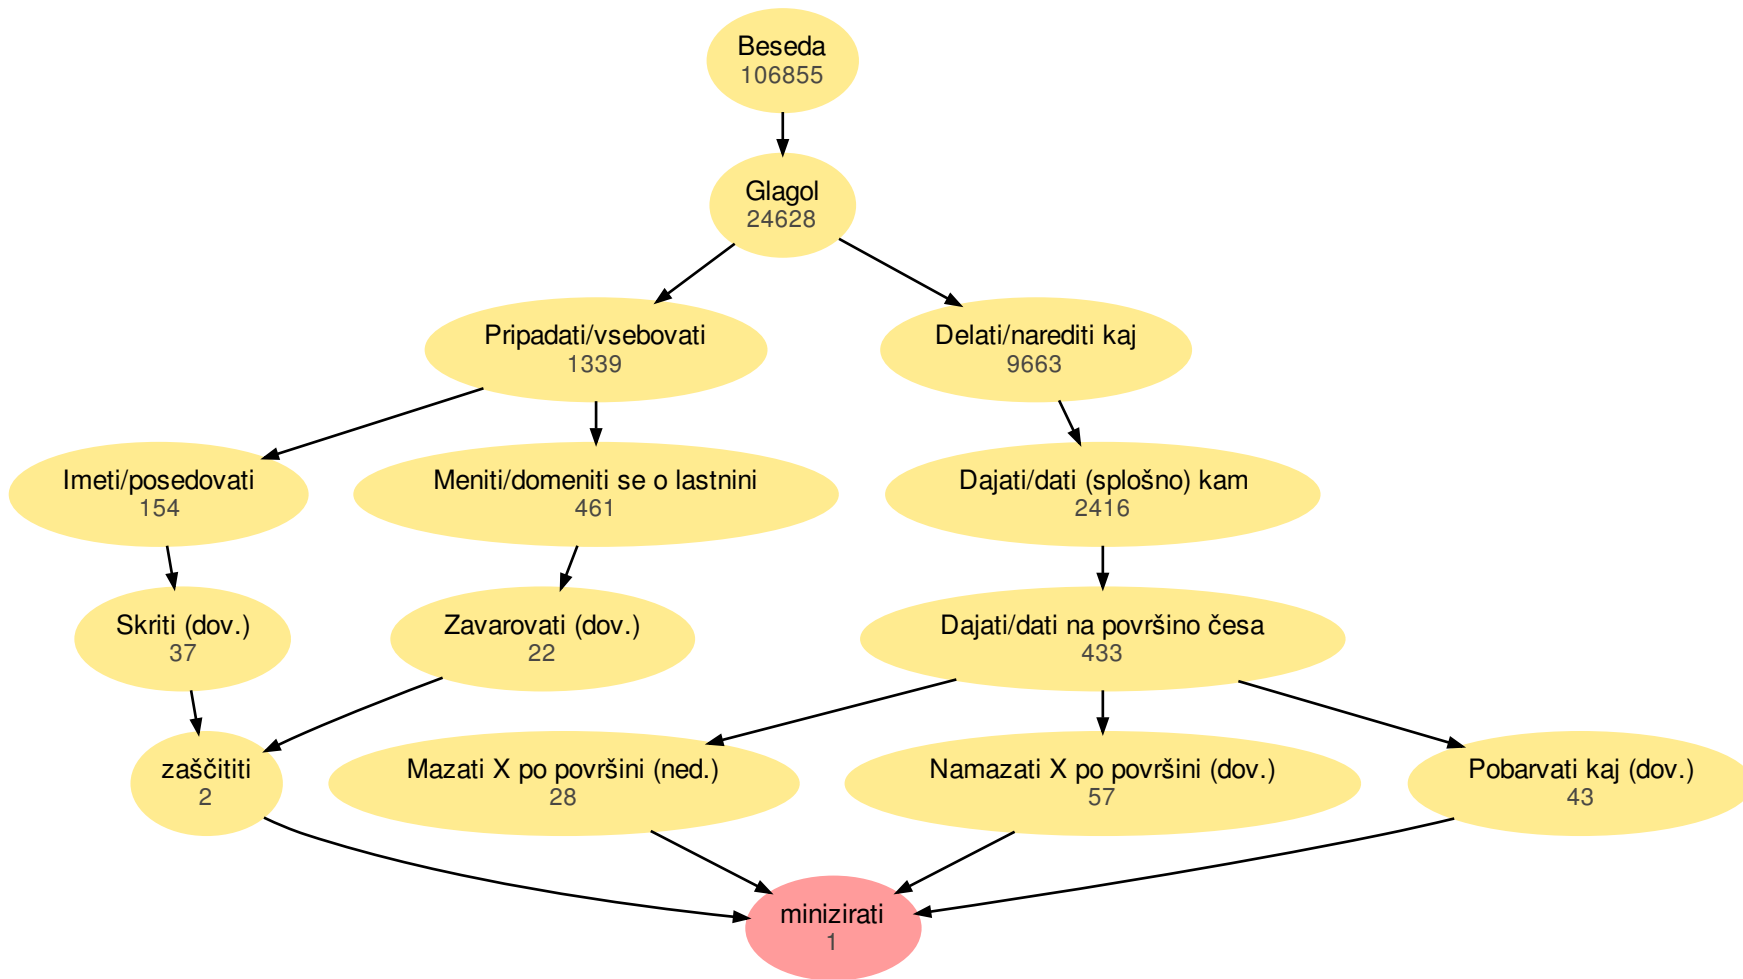 Beseda
106855
Glagol
24628
Pripadati/vsebovati
1339
Delati/narediti kaj
9663
Imeti/posedovati
154
Meniti/domeniti se o lastnini
461
Dajati/dati (splošno) kam
2416
Skriti (dov.)
37
Zavarovati (dov.)
22
Dajati/dati na površino česa
433
zaščititi
2
Mazati X po površini (ned.)
28
Namazati X po površini (dov.)
57
Pobarvati kaj (dov.)
43
minizirati
1